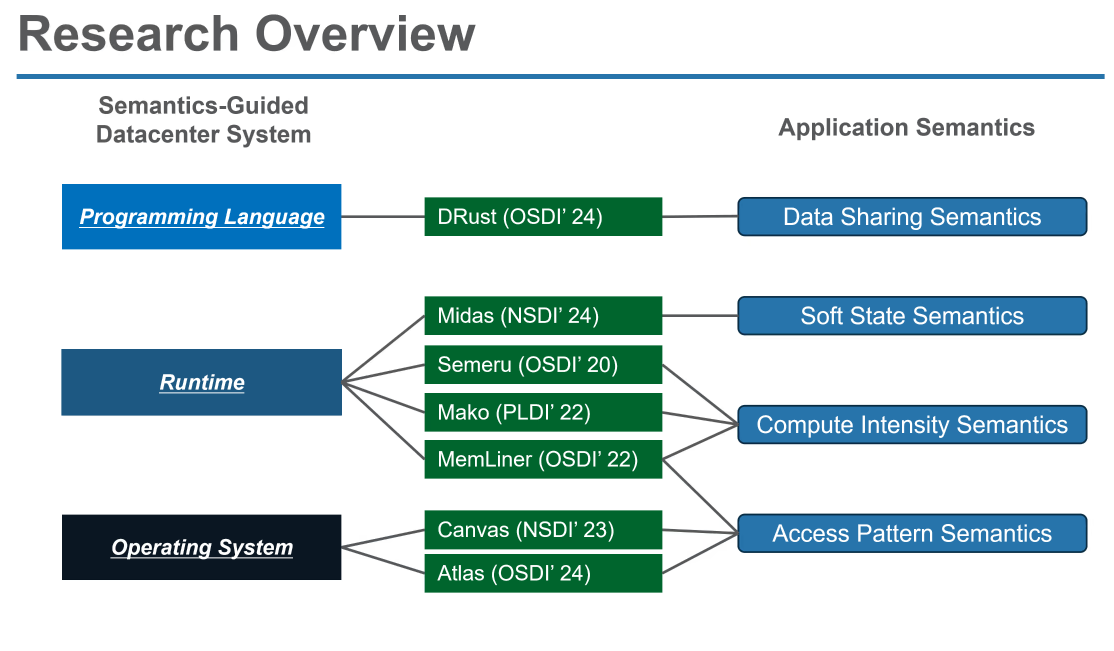 Research Overview
Semantics-Guided
Datacenter System
Application Semantics
Programming Language
DRust (OSDI’ 24)
Data Sharing Semantics
Midas (NSDI’ 24)
Soft State Semantics
Semeru (OSDI’ 20)
Runtime
Mako (PLDI’ 22)
Compute Intensity Semantics
MemLiner (OSDI’ 22)
Canvas (NSDI’ 23)
Access Pattern Semantics
Operating System
Atlas (OSDI’ 24)